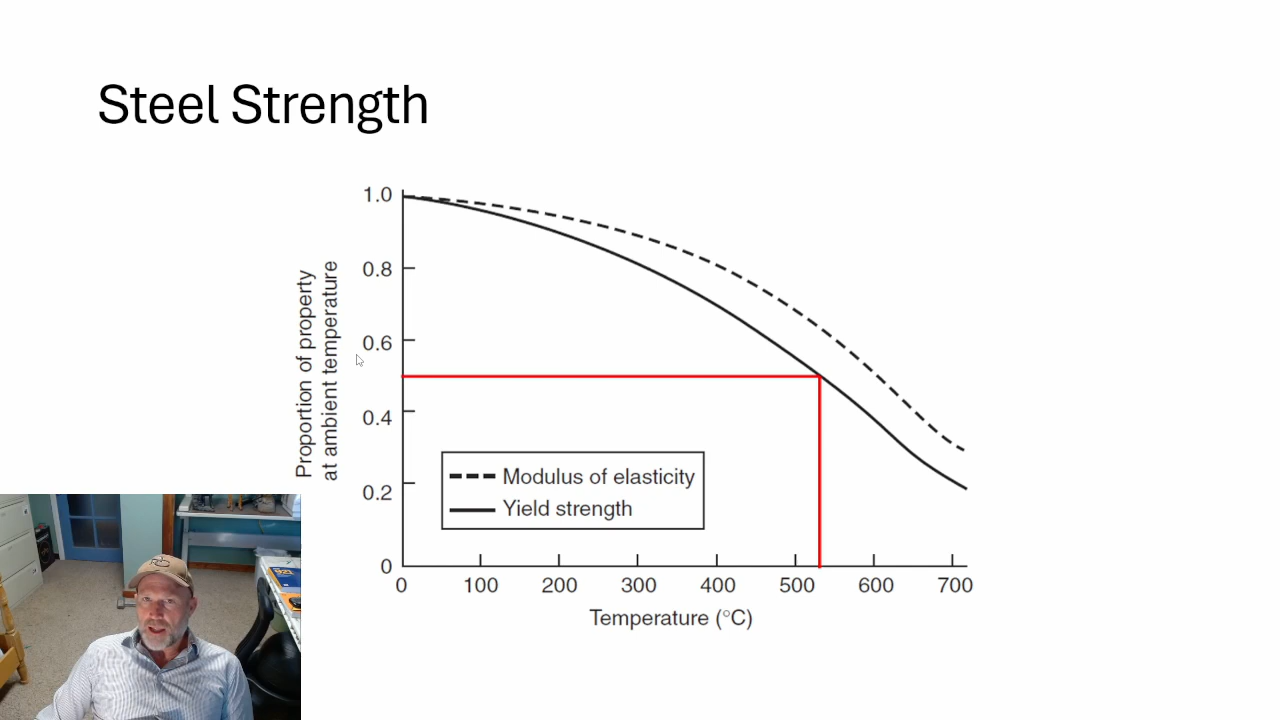 Steel Strength
1.0
0.8
0.6
0.4
0.2
0
Proportion of property
at ambient temperature
Modulus of elasticity
Yield strength
0 100 200 300 400 500 600 700
Temperature (°C)